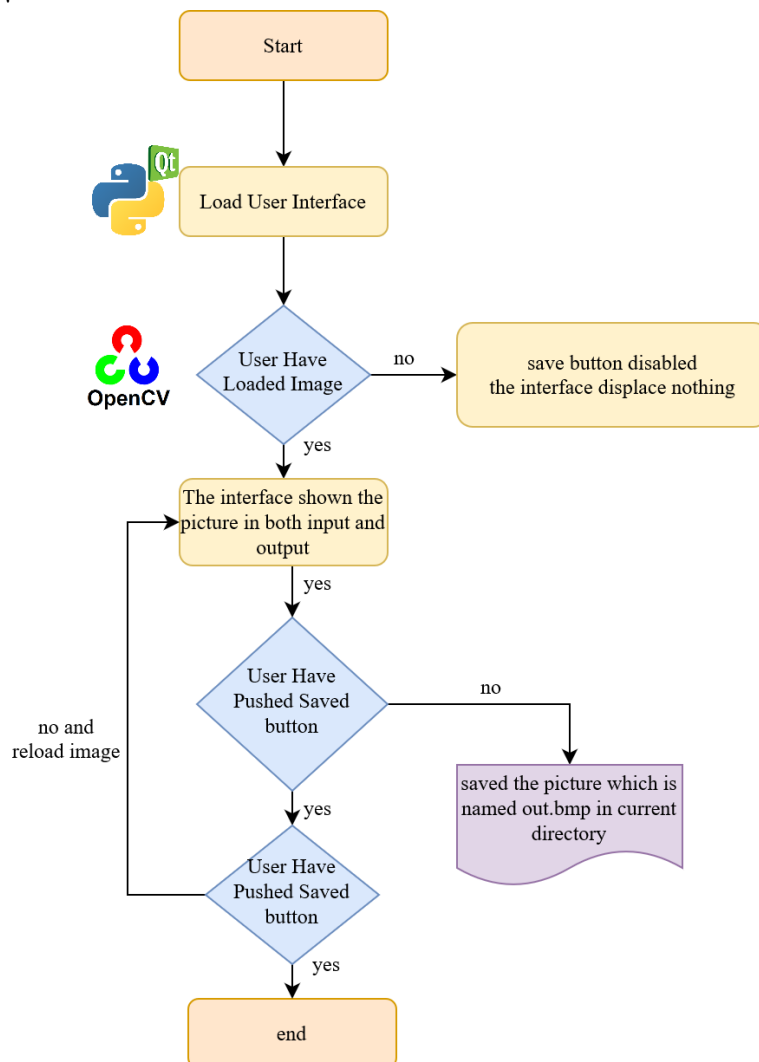 Start
Qt
Load User Interface
OpenCV
User Have
Loaded Image
no
save button disabled
the interface displace nothing
yes
The interface shown the
picture in both input and
output
yes
User Have
Pushed Saved
button
no
no and
reload image
saved the picture which is
named out.bmp in current
directory
yes
User Have
Pushed Saved
button
yes
end